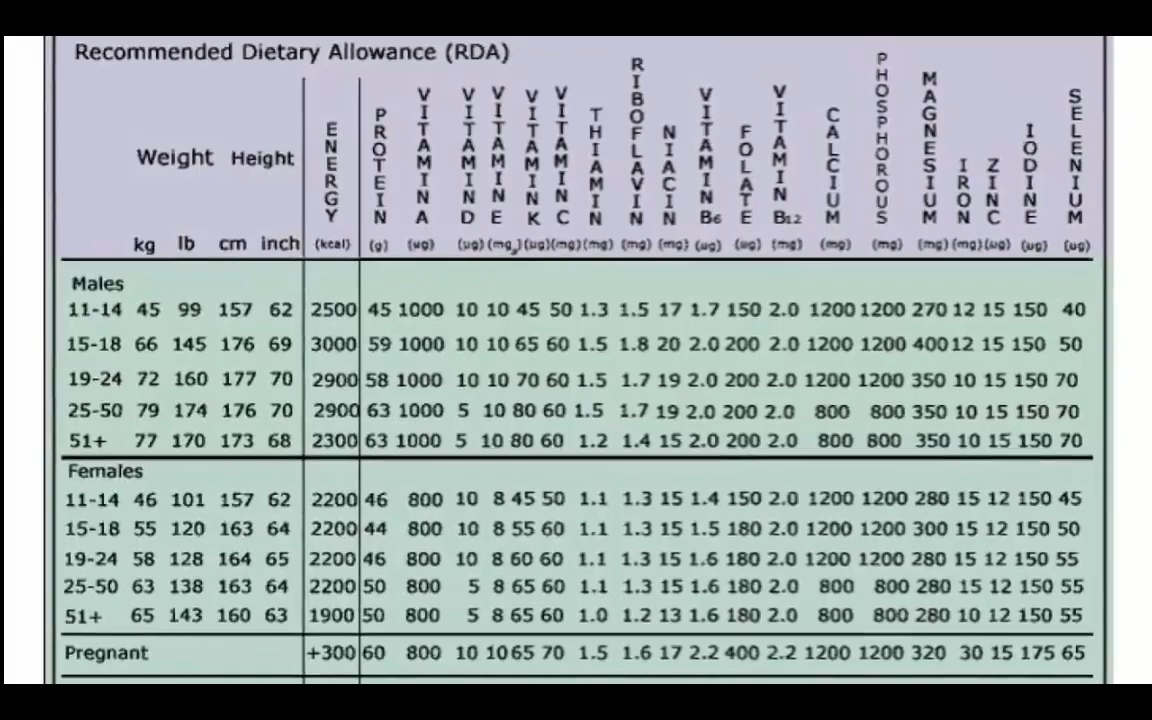 Recommended Dietary Allowance (RDA)
Weight Height ENERGY PROTEIN VITAMIN A VITAMIN D VITAMIN E VITAMIN K VITAMIN C THIAMIN RIBOFLAVIN NIACIN VITAMIN B6 FOLATE VITAMIN B12 CALCIUM PHOSPHOROUS MAGNESIUM IRON ZINC IODINE SELENIUM
kg lb cm inch (kcal) (g) (ug) (ug) (mg) (ug) (mg) (mg) (mg) (mg) (ug) (ug) (mg) (mg) (mg) (mg) (mg) (ug) (ug) (ug)
Males
11-14 45 99 157 62 2500 45 1000 10 10 45 50 1.3 1.5 17 1.7 150 2.0 1200 1200 270 12 15 150 40
15-18 66 145 176 69 3000 59 1000 10 10 65 60 1.5 1.8 20 2.0 200 2.0 1200 1200 400 12 15 150 50
19-24 72 160 177 70 2900 58 1000 10 10 70 60 1.5 1.7 19 2.0 200 2.0 1200 1200 350 10 15 150 70
25-50 79 174 176 70 2900 63 1000 5 10 80 60 1.5 1.7 19 2.0 200 2.0 800 800 350 10 15 150 70
51+ 77 170 173 68 2300 63 1000 5 10 80 60 1.2 1.4 15 2.0 200 2.0 800 800 350 10 15 150 70
Females
11-14 46 101 157 62 2200 46 800 10 8 45 50 1.1 1.3 15 1.4 150 2.0 1200 1200 280 15 12 150 45
15-18 55 120 163 64 2200 44 800 10 8 55 60 1.1 1.3 15 1.5 180 2.0 1200 1200 300 15 12 150 50
19-24 58 128 164 65 2200 46 800 10 8 60 60 1.1 1.3 15 1.6 180 2.0 1200 1200 280 15 12 150 55
25-50 63 138 163 64 2200 50 800 5 8 65 60 1.1 1.3 15 1.6 180 2.0 800 800 280 15 12 150 55
51+ 65 143 160 63 1900 50 800 5 8 65 60 1.0 1.2 13 1.6 180 2.0 800 800 280 10 12 150 55
Pregnant +300 60 800 10 10 65 70 1.5 1.6 17 2.2 400 2.2 1200 1200 320 30 15 175 65